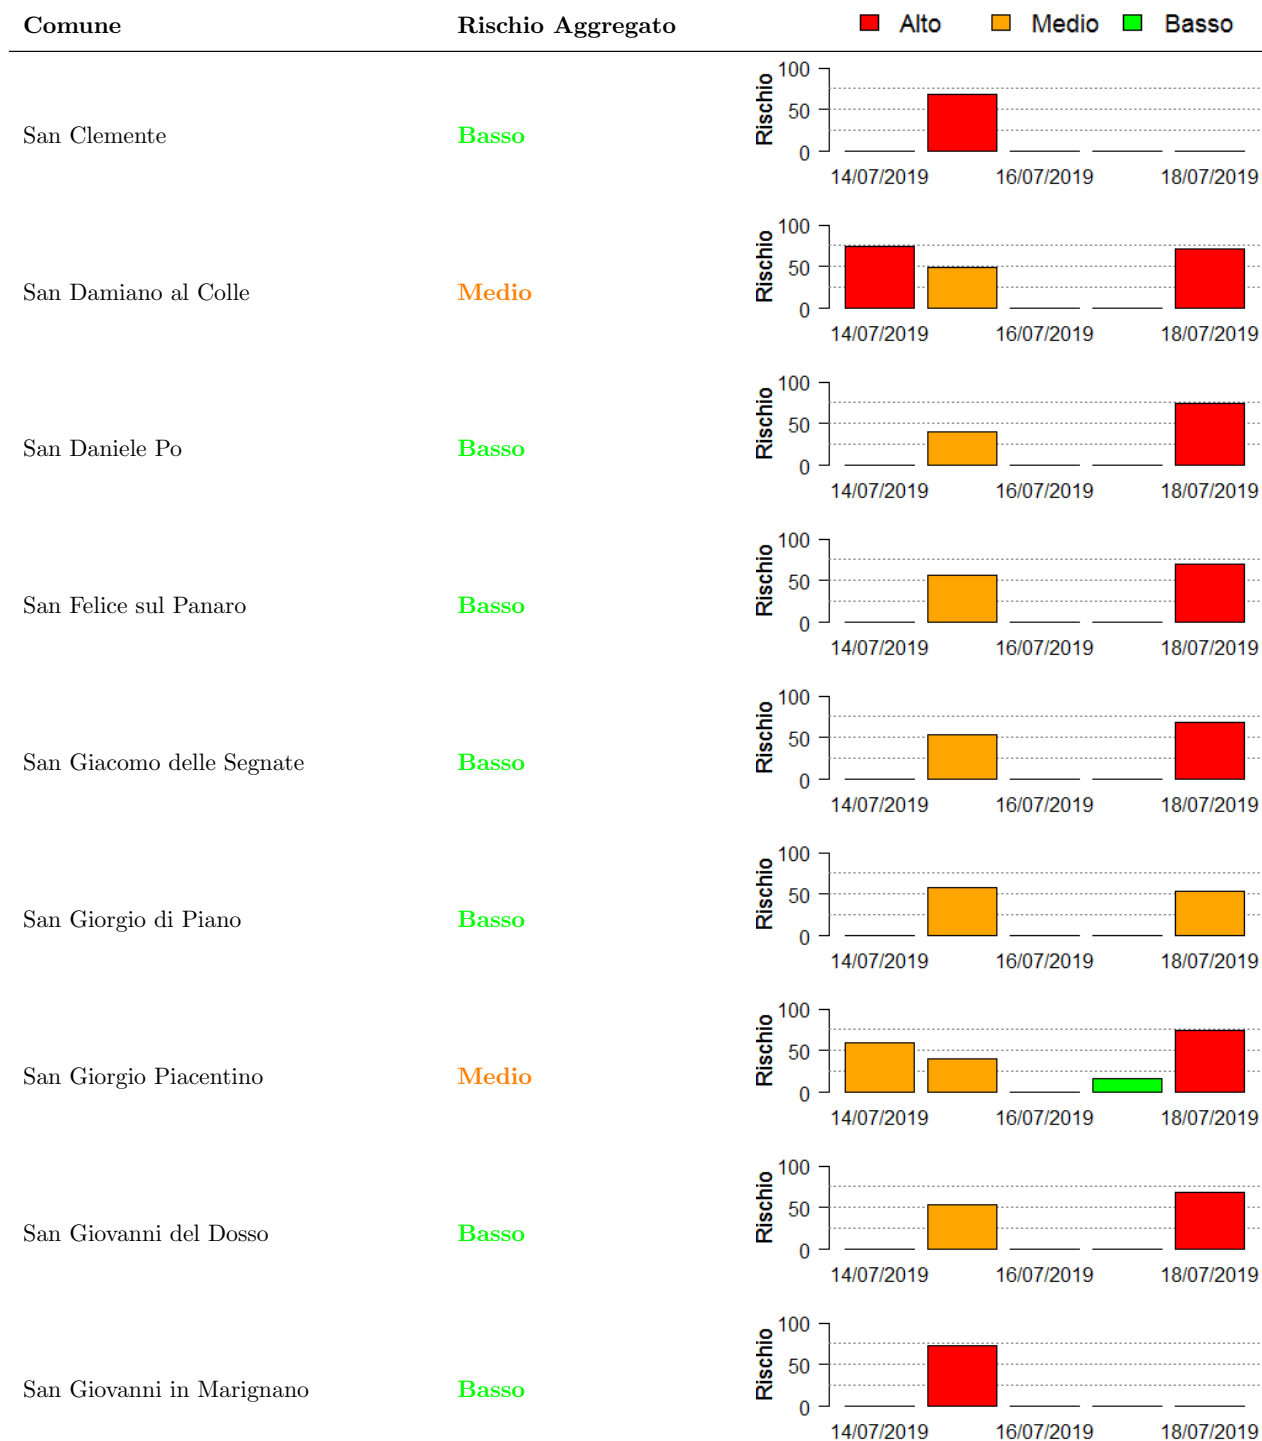 Comune Rischio Aggregato Alto Medio Basso
San Clemente Basso
Rischio
100
50
0
14/07/2019 16/07/2019 18/07/2019
San Damiano al Colle Medio
Rischio
100
50
0
14/07/2019 16/07/2019 18/07/2019
San Daniele Po Basso
Rischio
100
50
0
14/07/2019 16/07/2019 18/07/2019
San Felice sul Panaro Basso
Rischio
100
50
0
14/07/2019 16/07/2019 18/07/2019
San Giacomo delle Segnate Basso
Rischio
100
50
0
14/07/2019 16/07/2019 18/07/2019
San Giorgio di Piano Basso
Rischio
100
50
0
14/07/2019 16/07/2019 18/07/2019
San Giorgio Piacentino Medio
Rischio
100
50
0
14/07/2019 16/07/2019 18/07/2019
San Giovanni del Dosso Basso
Rischio
100
50
0
14/07/2019 16/07/2019 18/07/2019
San Giovanni in Marignano Basso
Rischio
100
50
0
14/07/2019 16/07/2019 18/07/2019